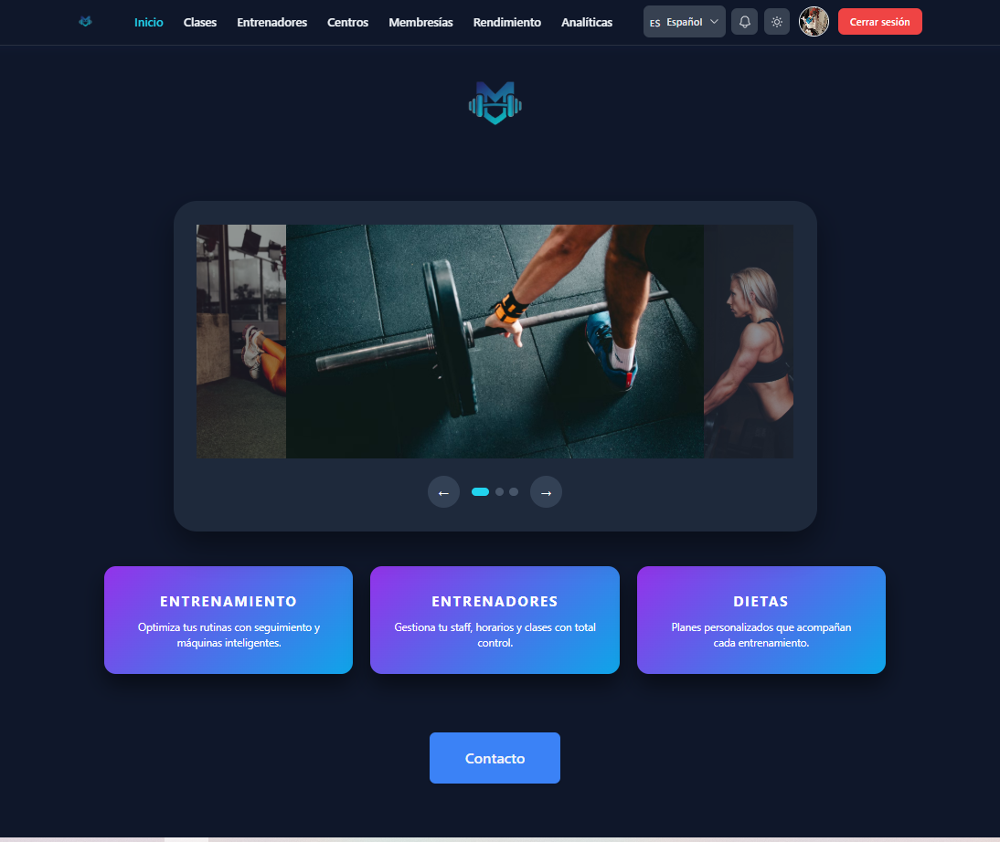 Inicio
Clases
Entrenadores
Centros
Membresías
Rendimiento
Analíticas
ES Español
Cerrar sesión
←
→
ENTRENAMIENTO
Optimiza tus rutinas con seguimiento y
máquinas inteligentes.
ENTRENADORES
Gestiona tu staff, horarios y clases con total
control.
DIETAS
Planes personalizados que acompañan
cada entrenamiento.
Contacto